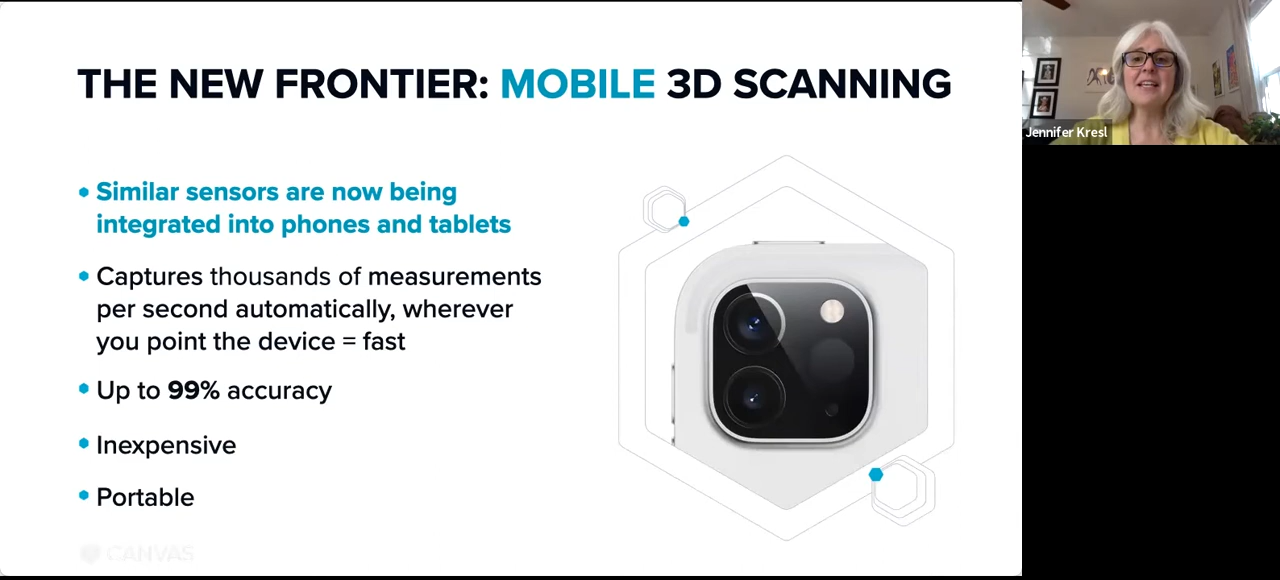 THE NEW FRONTIER: MOBILE 3D SCANNING
Similar sensors are now being
integrated into phones and tablets
Captures thousands of measurements
per second automatically, wherever
you point the device = fast
Up to 99% accuracy
Inexpensive
Portable
CANVAS
Jennifer Kresl